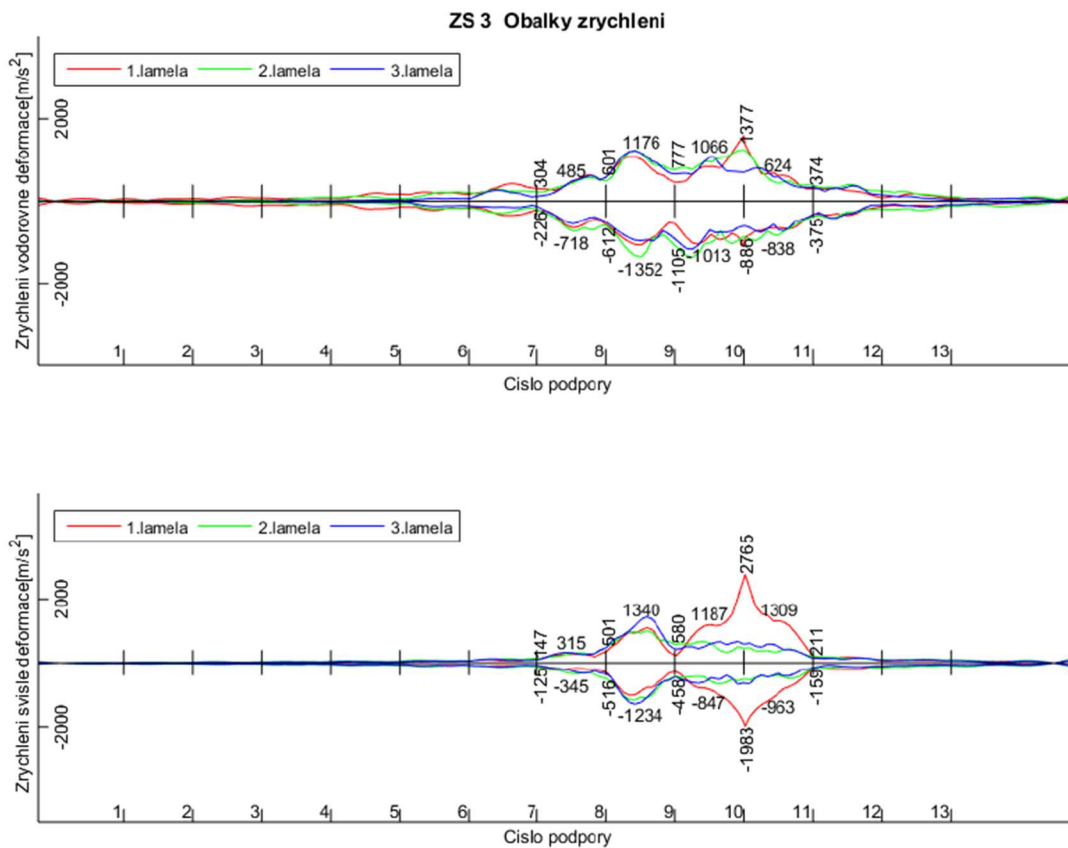 ZS 3 Obalky zrychleni
Zrychleni vodorovne deformace[m/s²]
1.lamela 2.lamela 3.lamela
2000
-2000
304 485 601 1176 777 1066 1377 624 374
-226 -718 -612 -1352 -1105 -1013 -886 -838 -375
1 2 3 4 5 6 7 8 9 10 11 12 13
Cislo podpory
Zrychleni svisle deformace[m/s²]
1.lamela 2.lamela 3.lamela
2000
-2000
147 315 501 1340 580 1187 2765 1309 211
-125 -345 -516 -1234 -458 -847 -1983 -963 -159
1 2 3 4 5 6 7 8 9 10 11 12 13
Cislo podpory